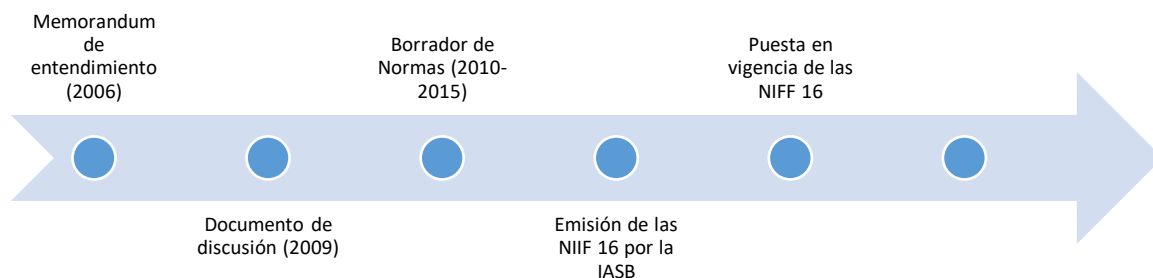 Memorandum
de
entendimiento
(2006)
Documento de
discusión (2009)
Borrador de
Normas (2010-
2015)
Emisión de las
NIIF 16 por la
IASB
Puesta en
vigencia de las
NIFF 16